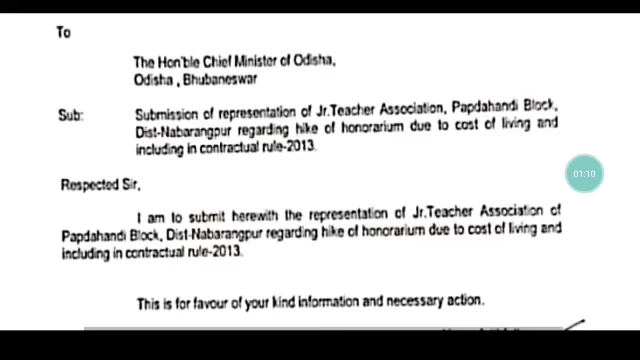 To
The Hon'ble Chief Minister of Odisha,
Odisha , Bhubaneswar
Sub: Submission of representation of Jr.Teacher Association, Papdahandi Block,
Dist-Nabarangpur regarding hike of honorarium due to cost of living and
including in contractual rule-2013.
01:10
Respected Sir,
I am to submit herewith the representation of Jr.Teacher Association of
Papdahandi Block, Dist-Nabarangpur regarding hike of honorarium due to cost of living and
including in contractual rule-2013.
This is for favour of your kind information and necessary action.